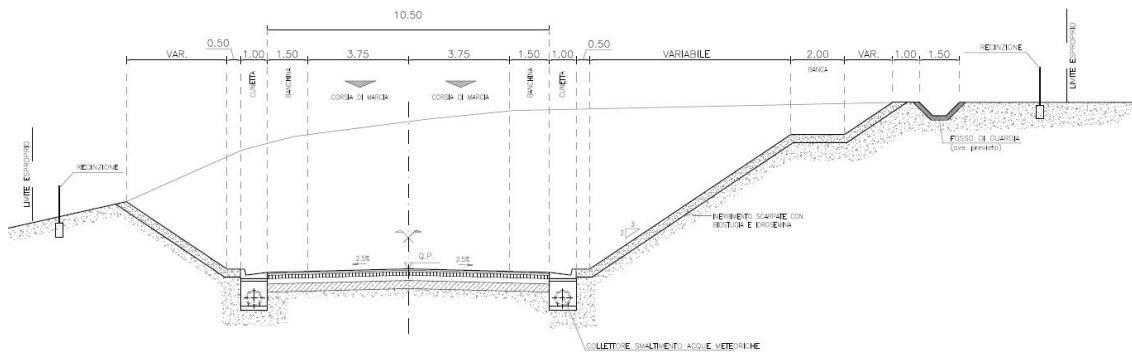 10.50
VAR.
0.50
1.00
1.50
3.75
3.75
1.50
1.00
0.50
VARIABILE
2.00
VAR.
1.00
1.50
CUNETTA
BANCHINA
CORSIA DI MARCIA
CORSIA DI MARCIA
BANCHINA
CUNETTA
BANCA
RECINZIONE
LIMITE ESPROPRIO
FOSSO DI GUARDIA
(ove previsto)
LIMITE ESPROPRIO
RECINZIONE
INERBIMENTO SCARPATE CON
BIOSTUOIA E IDROSEMINA
3
2
2.5%
Q.P.
2.5%
COLLETTORE SMALTIMENTO ACQUE METEORICHE